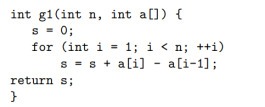 int g1(int n, int a[]) {
s = 0;
for (int i = 1; i < n; ++i)
s = s + a[i] - a[i-1];
return s;
}